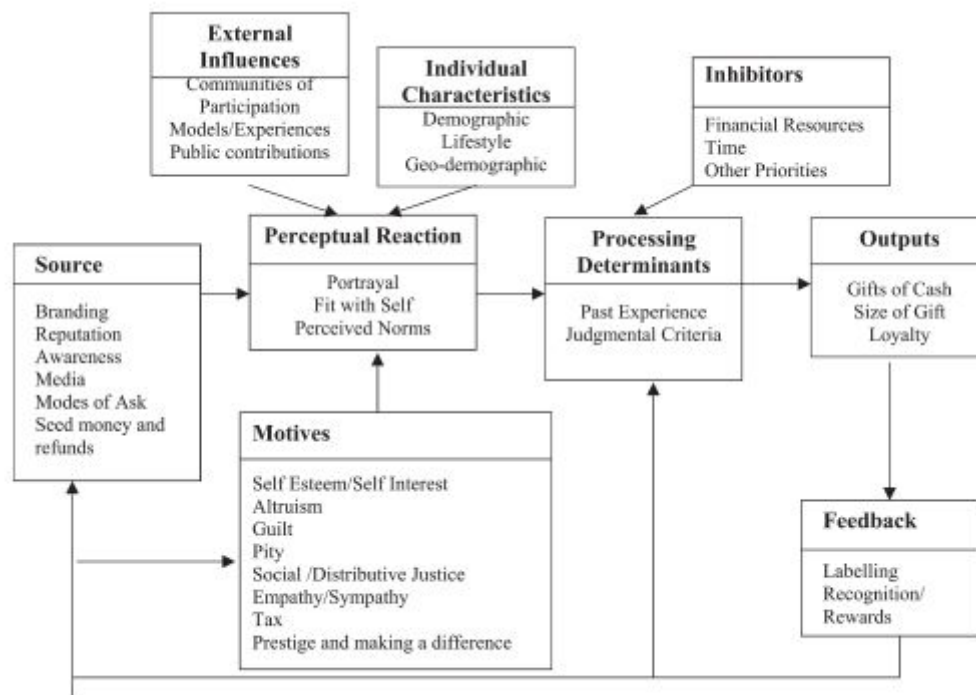 External
Influences
Communities of
Participation
Models/Experiences
Public contributions
Individual
Characteristics
Demographic
Lifestyle
Geo-demographic
Inhibitors
Financial Resources
Time
Other Priorities
Source
Branding
Reputation
Awareness
Media
Modes of Ask
Seed money and
refunds
Perceptual Reaction
Portrayal
Fit with Self
Perceived Norms
Processing
Determinants
Past Experience
Judgmental Criteria
Outputs
Gifts of Cash
Size of Gift
Loyalty
Motives
Self Esteem/Self Interest
Altruism
Guilt
Pity
Social /Distributive Justice
Empathy/Sympathy
Tax
Prestige and making a difference
Feedback
Labelling
Recognition/
Rewards